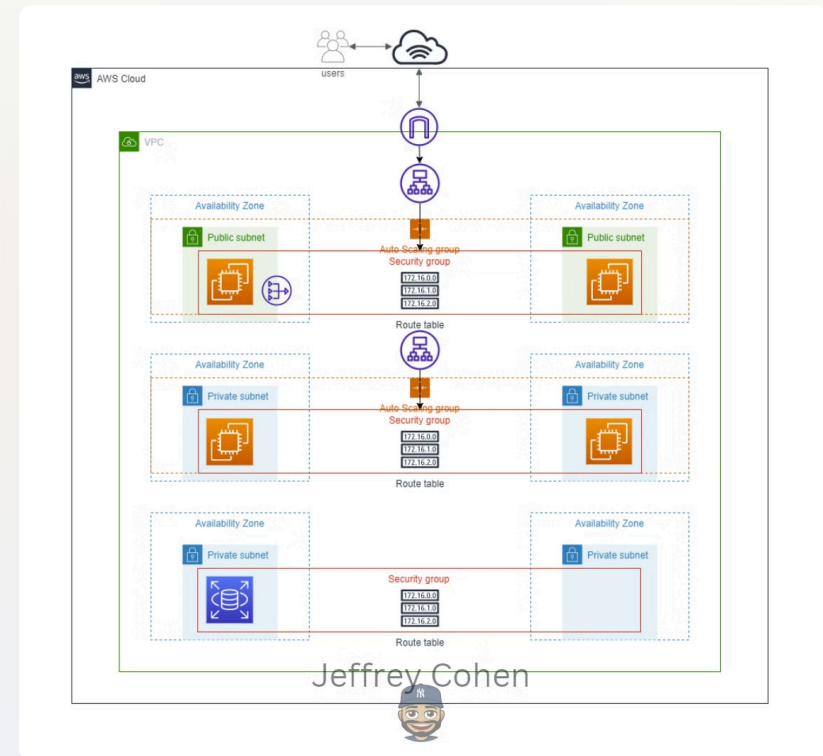 users
aws
AWS Cloud
VPC
Availability Zone
Availability Zone
Public subnet
Public subnet
Auto Scaling group
Security group
172.16.0.0
172.16.1.0
172.16.2.0
Route table
Availability Zone
Availability Zone
Private subnet
Private subnet
Auto Scaling group
Security group
172.16.0.0
172.16.1.0
172.16.2.0
Route table
Availability Zone
Availability Zone
Private subnet
Private subnet
Security group
172.16.0.0
172.16.1.0
172.16.2.0
Route table
Jeffrey Cohen
NY